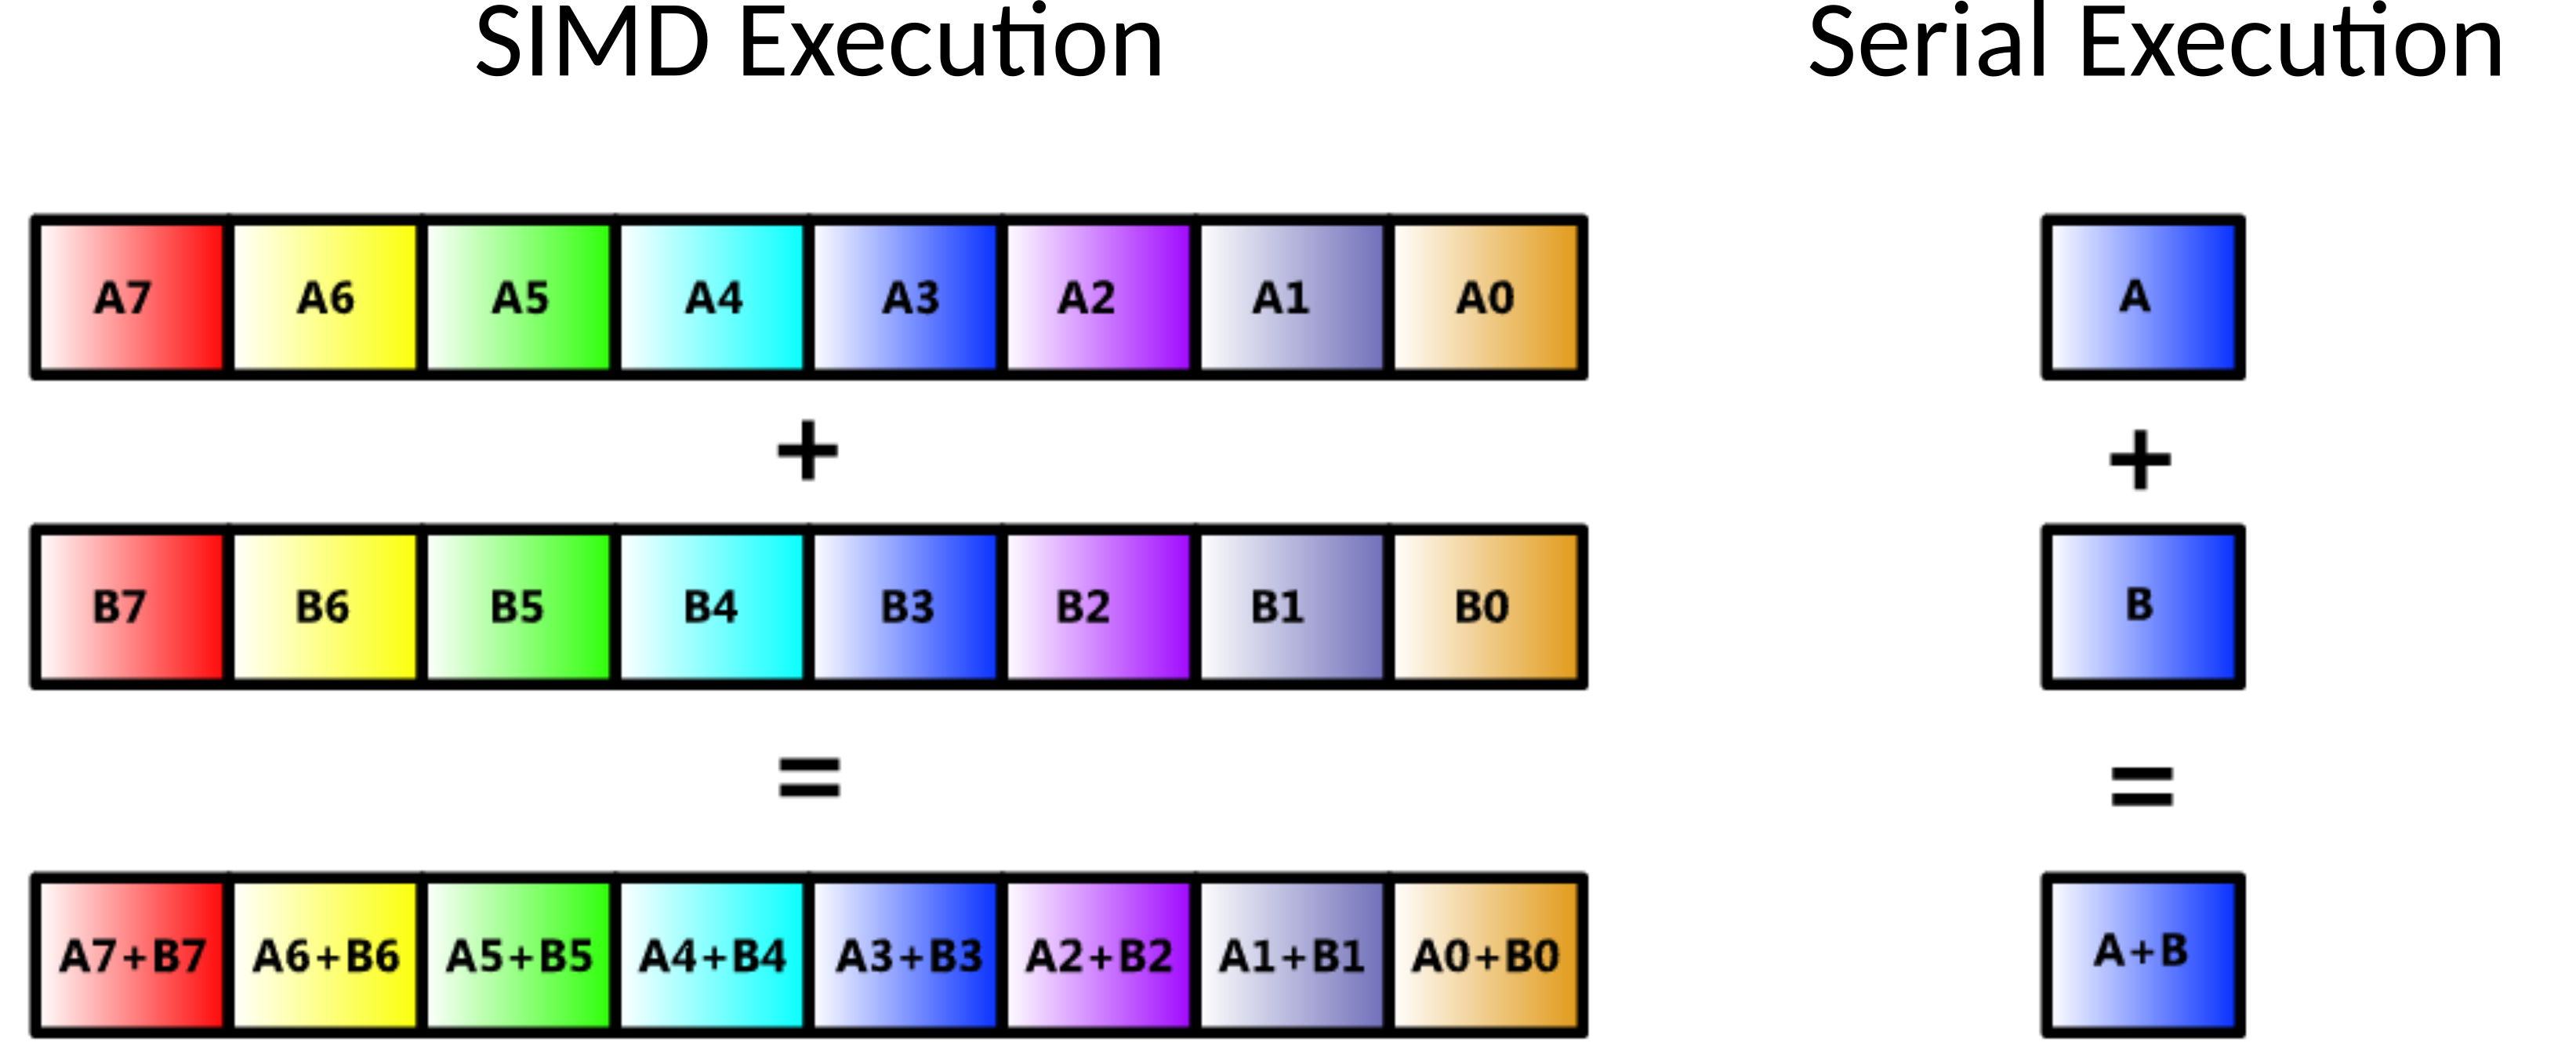 SIMD Execution Serial Execution
A7 A6 A5 A4 A3 A2 A1 A0 A
+ +
B7 B6 B5 B4 B3 B2 B1 B0 B
= =
A7+B7 A6+B6 A5+B5 A4+B4 A3+B3 A2+B2 A1+B1 A0+B0 A+B